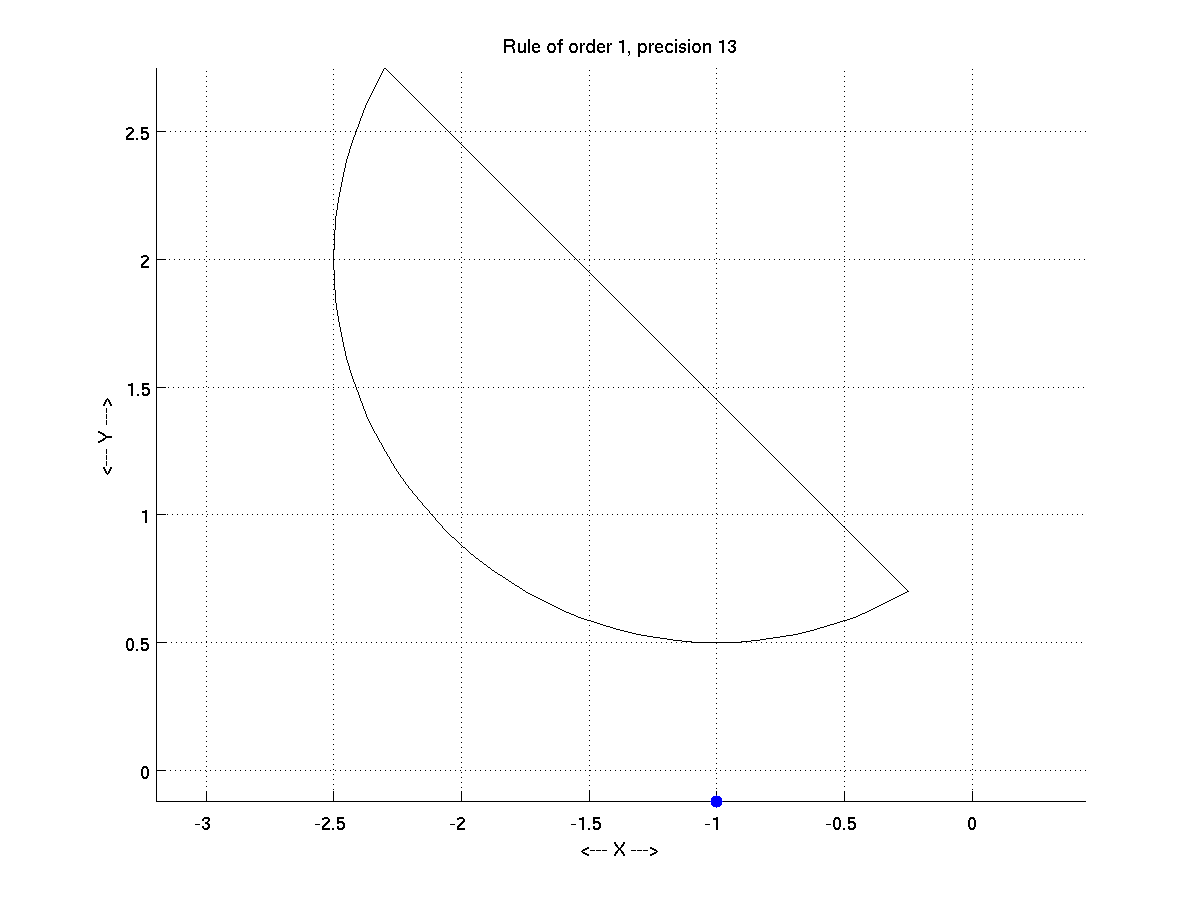 Rule of order 1, precision 13
2.5
2
1.5
1
0.5
0
<--- Y --->
-3 -2.5 -2 -1.5 -1 -0.5 0
<--- X --->